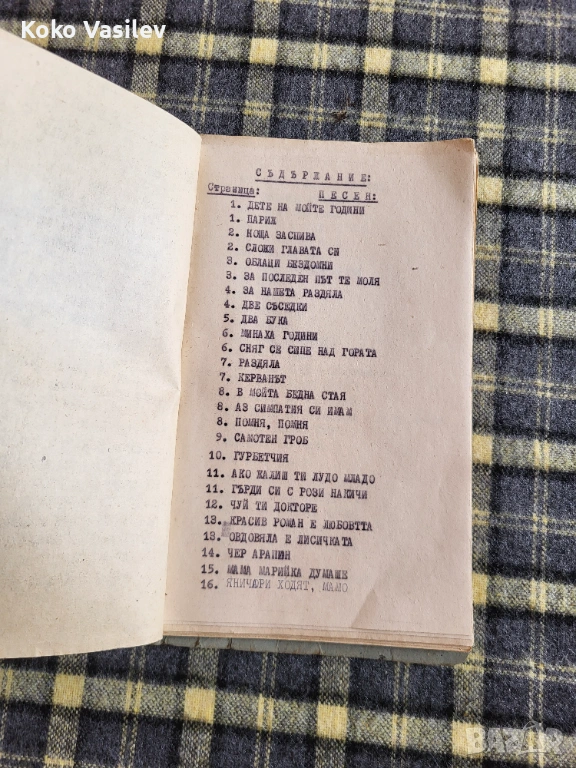 Koko Vasilev
СЪДЪРЖАНИЕ:
Страница: ПЕСЕН:
1. ДЕТЕ НА МОЙТЕ ГОДИНИ
1. ПАРИЖ
2. НОЩА ЗАСПИВА
2. СЛОЖИ ГЛАВАТА СИ
3. ОБЛАЦИ БЕЗДОМНИ
3. ЗА ПОСЛЕДЕН ПЪТ ТЕ МОЛЯ
4. ЗА НАШЕТА РАЗДЯЛА
4. ДВЕ СЪСЕДКИ
5. ДВА БУКА
6. МИНАХА ГОДИНИ
6. СНЯГ СЕ СИПЕ НАД ГОРАТА
7. РАЗДЯЛА
7. КЕРВАНЪТ
8. В МОЙТА БЕДНА СТАЯ
8. АЗ СИМПАТИЯ СИ ИМАМ
8. ПОМНЯ, ПОМНЯ
9. САМОТЕН ГРОБ
10. ГУРБЕТЧИЯ
11. АКО ЖАЛИШ ТИ ЛУДО МЛАДО
11. ГЪРДИ СИ С РОЗИ НАКИЧИ
12. ЧУЙ ТИ ДОКТОРЕ
13. КРАСИВ РОМАН Е ЛЮБОВТТА
13. ОВДОВЯЛА Е ЛИСИЧКАТА
14. ЧЕР АРАПИН
15. МАМА МАРИЙКА ДУМАШЕ
16. ЯНИЧАРИ ХОДЯТ, МАМО
BAZAR